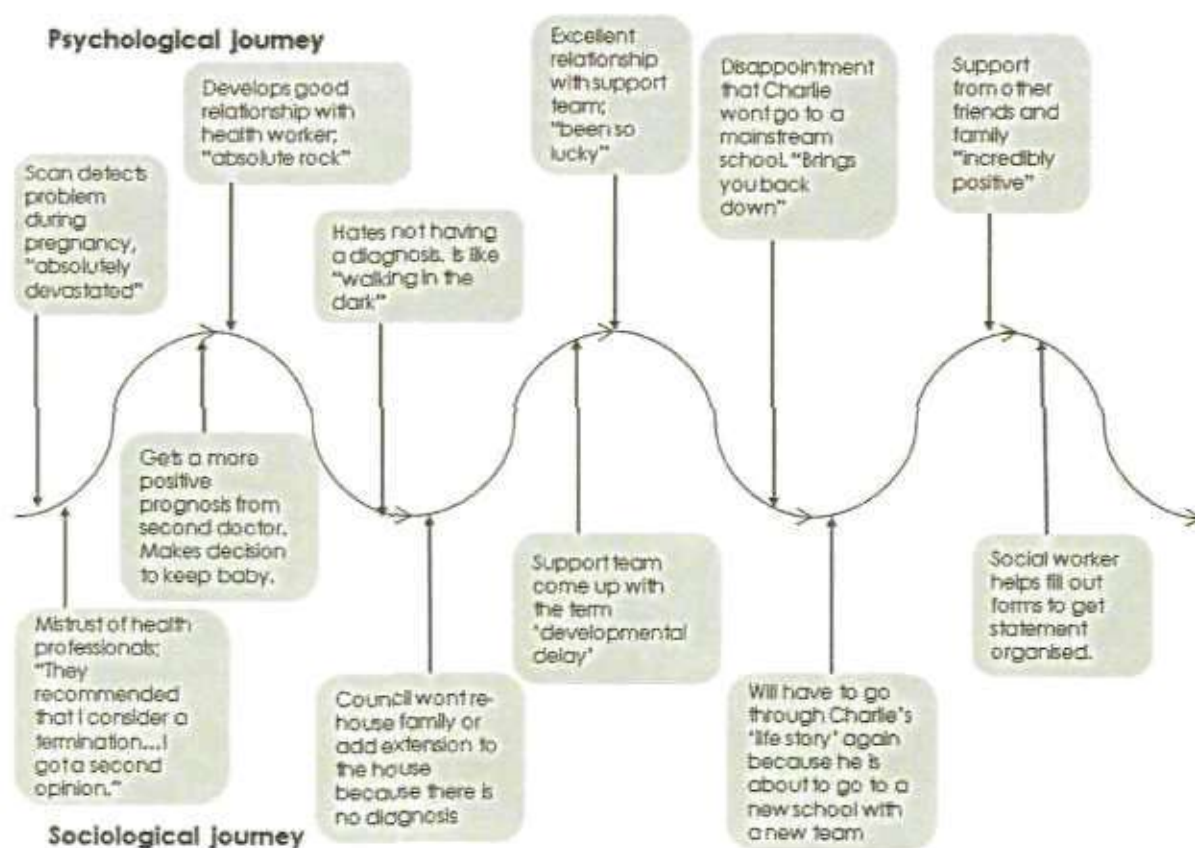 Psychological journey
Scan detects
problem
during
pregnancy,
"absolutely
devastated"
Develops good
relationship with
health worker;
"absolute rock"
Hates not having
a diagnosis. Is like
"walking in the
dark"
Excellent
relationship
with support
team;
"been so
lucky"
Disappointment
that Charlie
wont go to a
mainstream
school. "Brings
you back
down"
Support
from other
friends and
family
"incredibly
positive"
Mistrust of health
professionals;
"They
recommended
that I consider a
termination...I
got a second
opinion."
Gets a more
positive
prognosis from
second doctor.
Makes decision
to keep baby.
Council wont re-
house family or
add extension to
the house
because there is
no diagnosis
Support team
come up with
the term
'developmental
delay'
Will have to go
through Charlie's
'life story' again
because he is
about to go to a
new school with
a new team
Social worker
helps fill out
forms to get
statement
organised.
Sociological journey